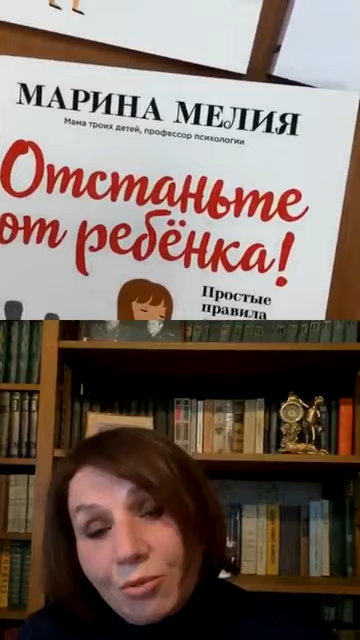 МАРИНА МЕЛИЯ
Мама троих детей, профессор психологии
Отстаньте
от ребёнка!
Простые
правила